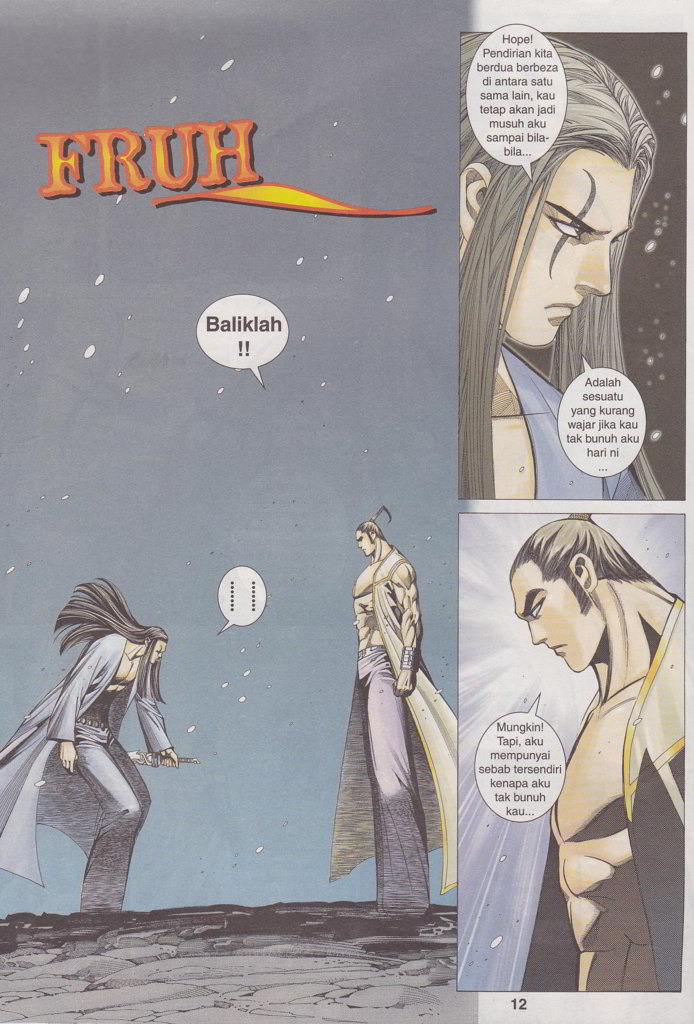 FRUH
Baliklah
!!
Hope!
Pendirian kita
berdua berbeza
di antara satu
sama lain, kau
tetap akan jadi
musuh aku
sampai bila-
bila...
Adalah
sesuatu
yang kurang
wajar jika kau
tak bunuh aku
hari ni
...
Mungkin!
Tapi, aku
mempunyai
sebab tersendiri
kenapa aku
tak bunuh
kau...
12